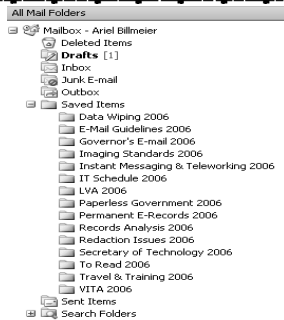 All Mail Folders
Mailbox - Ariel Billmeier
Deleted Items
Drafts [1]
Inbox
Junk E-mail
Outbox
Saved Items
Data Wiping 2006
E-Mail Guidelines 2006
Governor's E-mail 2006
Imaging Standards 2006
Instant Messaging & Teleworking 2006
IT Schedule 2006
LVA 2006
Paperless Government 2006
Permanent E-Records 2006
Records Analysis 2006
Redaction Issues 2006
Secretary of Technology 2006
To Read 2006
Travel & Training 2006
VITA 2006
Sent Items
Search Folders